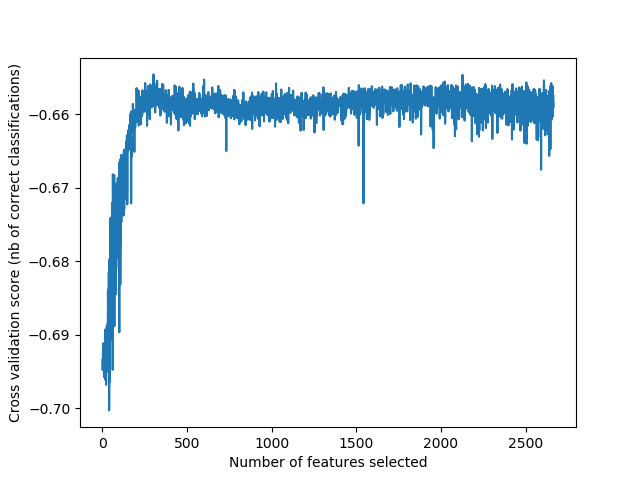 Cross validation score (nb of correct classifications)
−0.66
−0.67
−0.68
−0.69
−0.70
0 500 1000 1500 2000 2500
Number of features selected